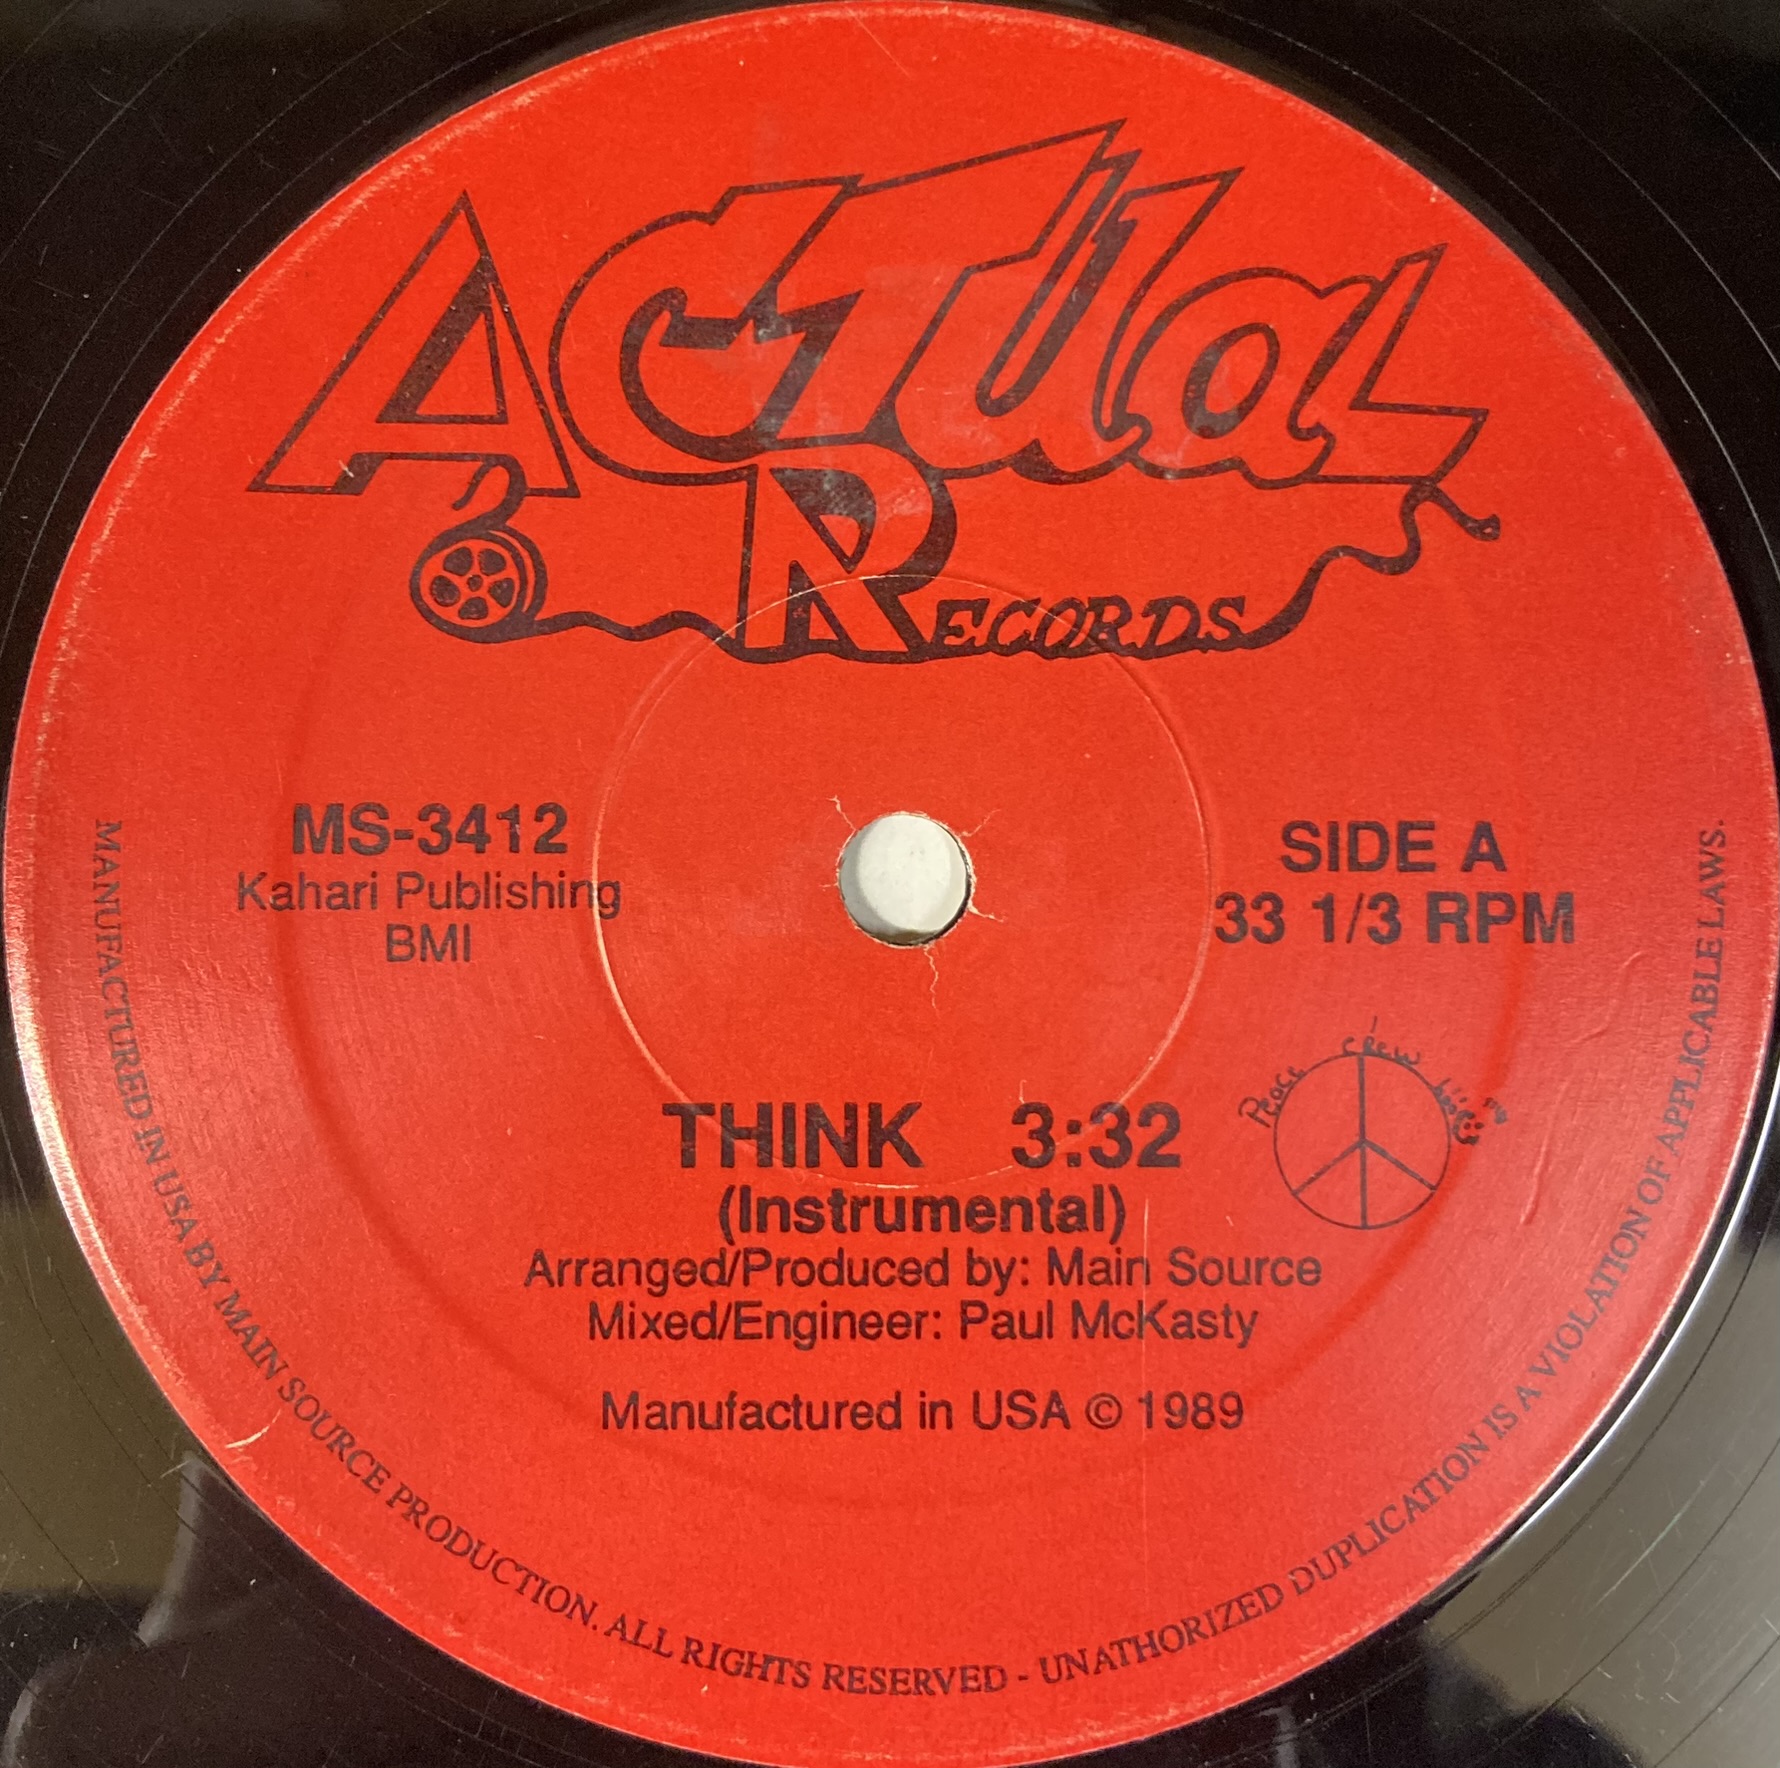 ACTUAL
RECORDS
MS-3412
Kahari Publishing
BMI
SIDE A
33 1/3 RPM
PEACE CREW
THINK 3:32
(Instrumental)
Arranged/Produced by: Main Source
Mixed/Engineer: Paul McKasty
Manufactured in USA © 1989
MANUFACTURED IN USA BY MAIN SOURCE PRODUCTION. ALL RIGHTS RESERVED - UNATHORIZED DUPLICATION IS A VIOLATION OF APPLICABLE LAWS.